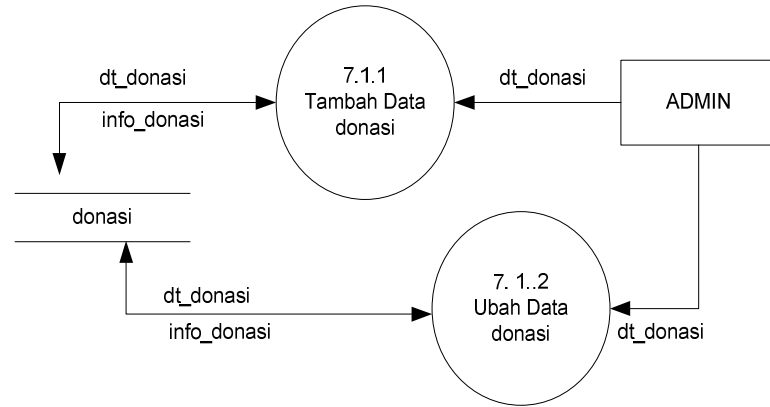 7.1.1
Tambah Data
donasi
dt_donasi
info_donasi
dt_donasi
ADMIN
donasi
7. 1..2
Ubah Data
donasi
dt_donasi
info_donasi
dt_donasi